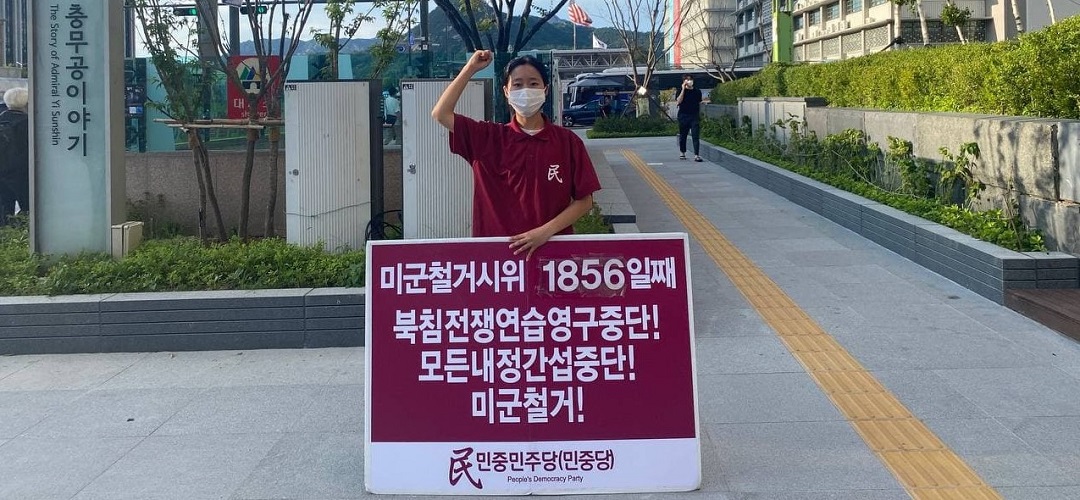 충무공이야기
The Story of Admiral Yi Sunshin
대
民
미군철거시위 1856일째
북침전쟁연습영구중단!
모든내정간섭중단!
미군철거!
民 민중민주당(민중당)
People's Democracy Party